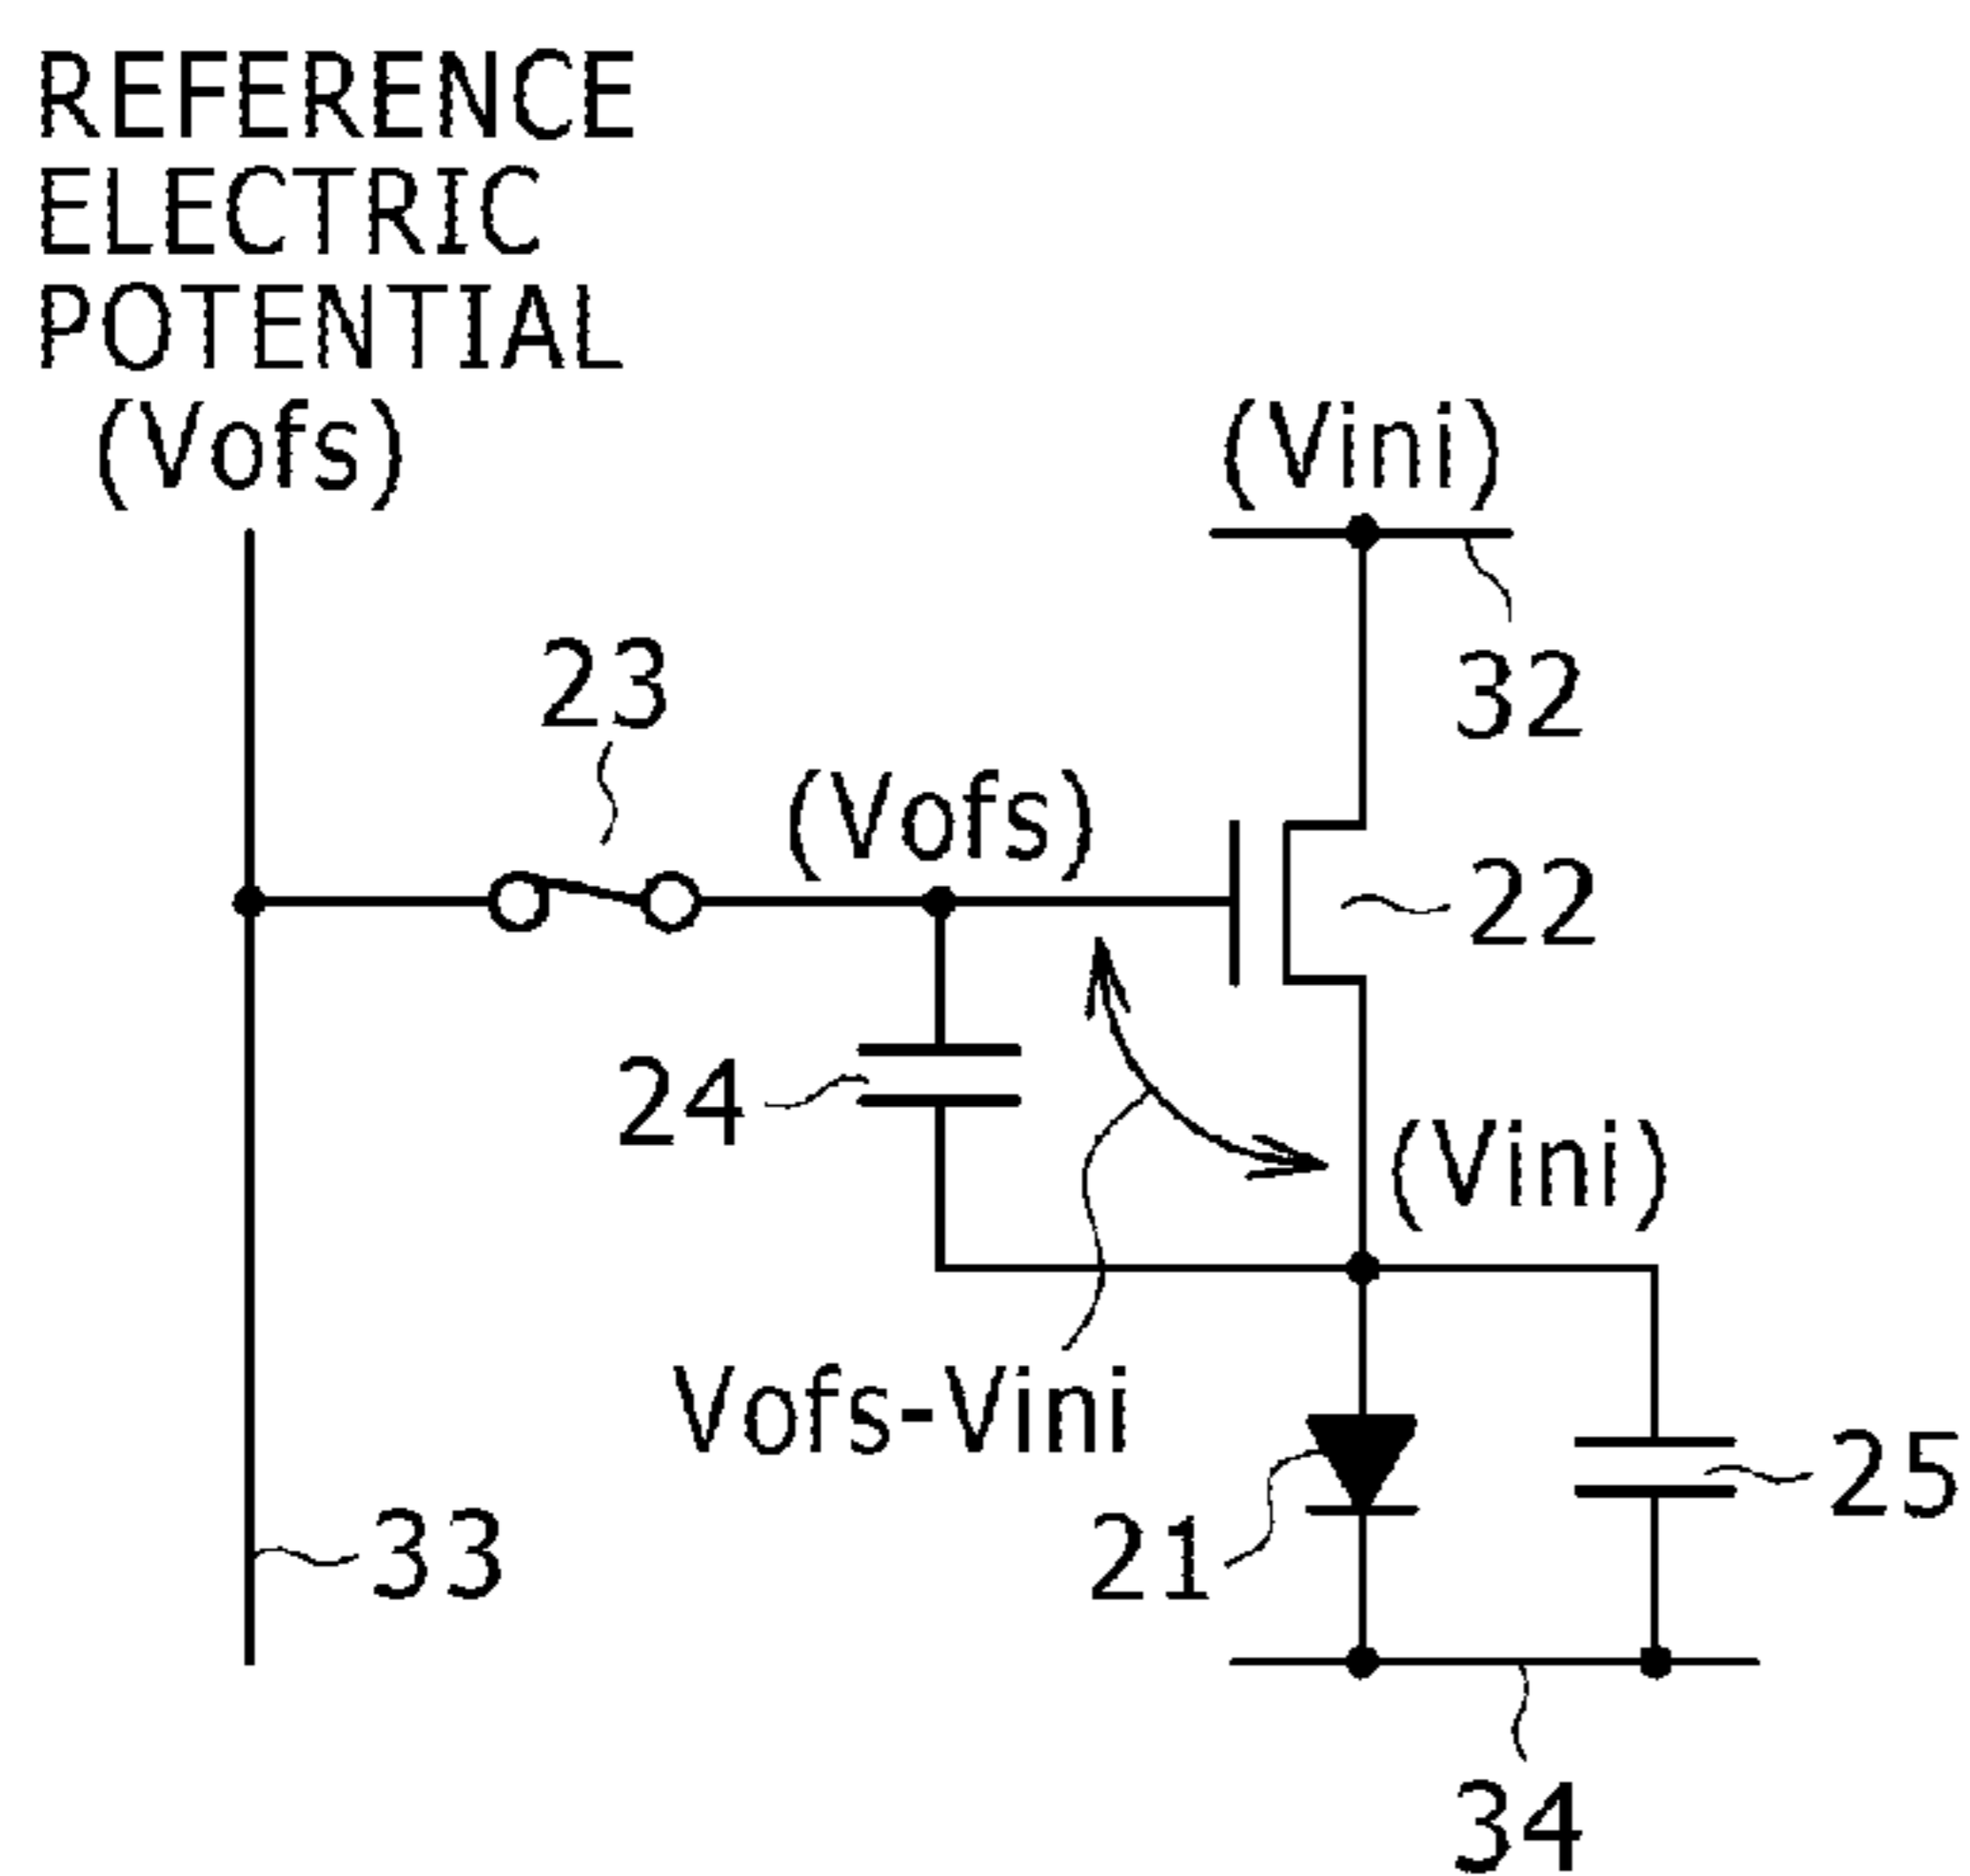 REFERENCE
ELECTRIC
POTENTIAL
(Vofs)
(Vini)
32
23
(Vofs)
22
24
(Vini)
Vofs-Vini
25
21
33
34